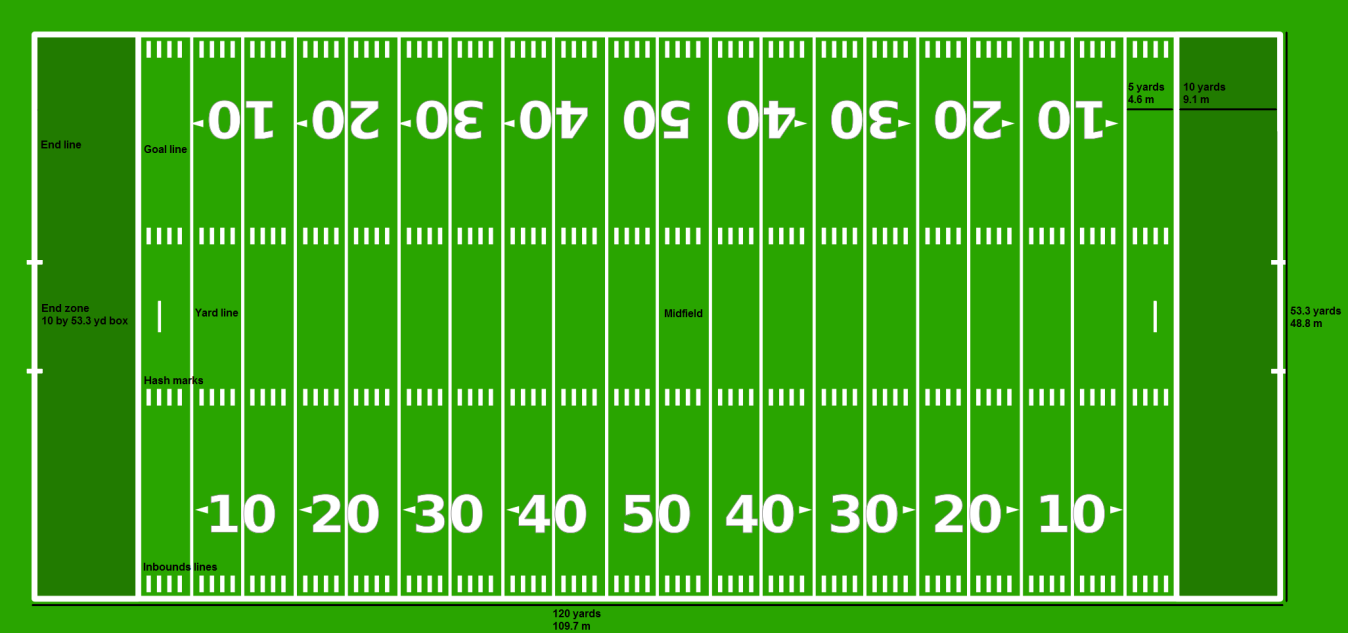 10 20 30 40 50 40 30 20 10
5 yards
4.6 m
10 yards
9.1 m
End line
Goal line
End zone
10 by 53.3 yd box
Yard line
Midfield
53.3 yards
48.8 m
Hash marks
10 20 30 40 50 40 30 20 10
Inbounds lines
120 yards
109.7 m